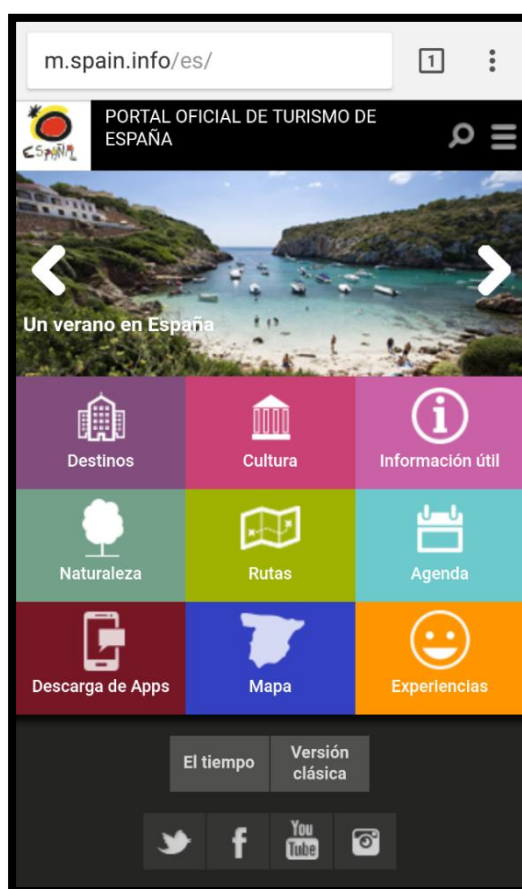 m.spain.info/es/
1
PORTAL OFICIAL DE TURISMO DE
ESPAÑA
ESPAÑA
Un verano en España
Destinos
Cultura
Información útil
Naturaleza
Rutas
Agenda
Descarga de Apps
Mapa
Experiencias
El tiempo
Versión
clásica
You
Tube